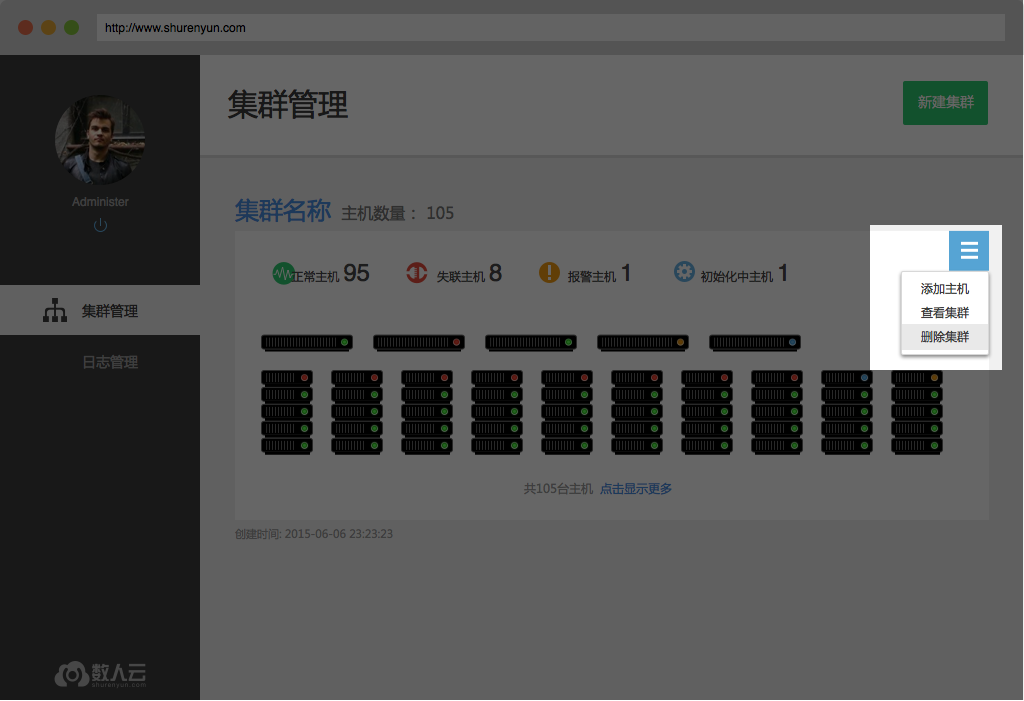 http://www.shurenyun.com
集群管理
新建集群
Administer
集群名称 主机数量： 105
正常主机 95 失联主机 8 报警主机 1 初始化中主机 1
添加主机
查看集群
删除集群
集群管理
日志管理
共105台主机 点击显示更多
创建时间: 2015-06-06 23:23:23
数人云
shurenyun.com